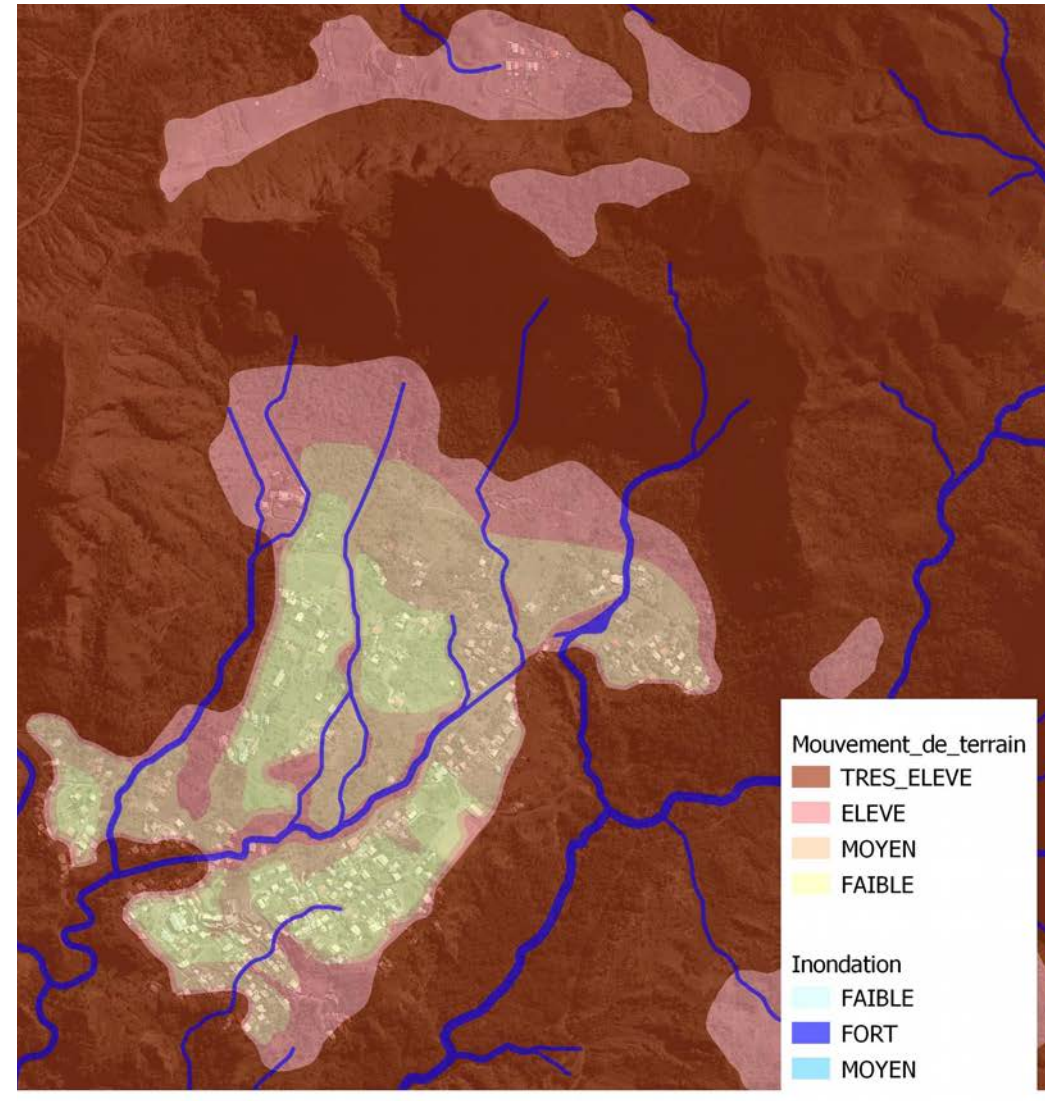 Mouvement_de_terrain
TRES_ELEVE
ELEVE
MOYEN
FAIBLE
Inondation
FAIBLE
FORT
MOYEN